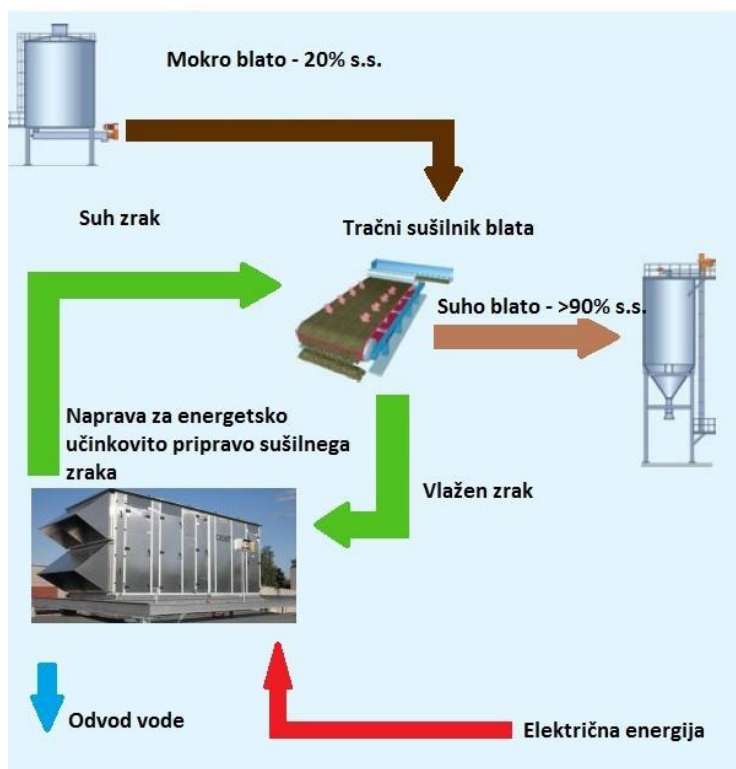 Mokro blato - 20% s.s.
Suh zrak
Tračni sušilnik blata
Suho blato - >90% s.s.
Naprava za energetsko
učinkovito pripravo sušilnega
zraka
Vlažen zrak
Odvod vode
Električna energija